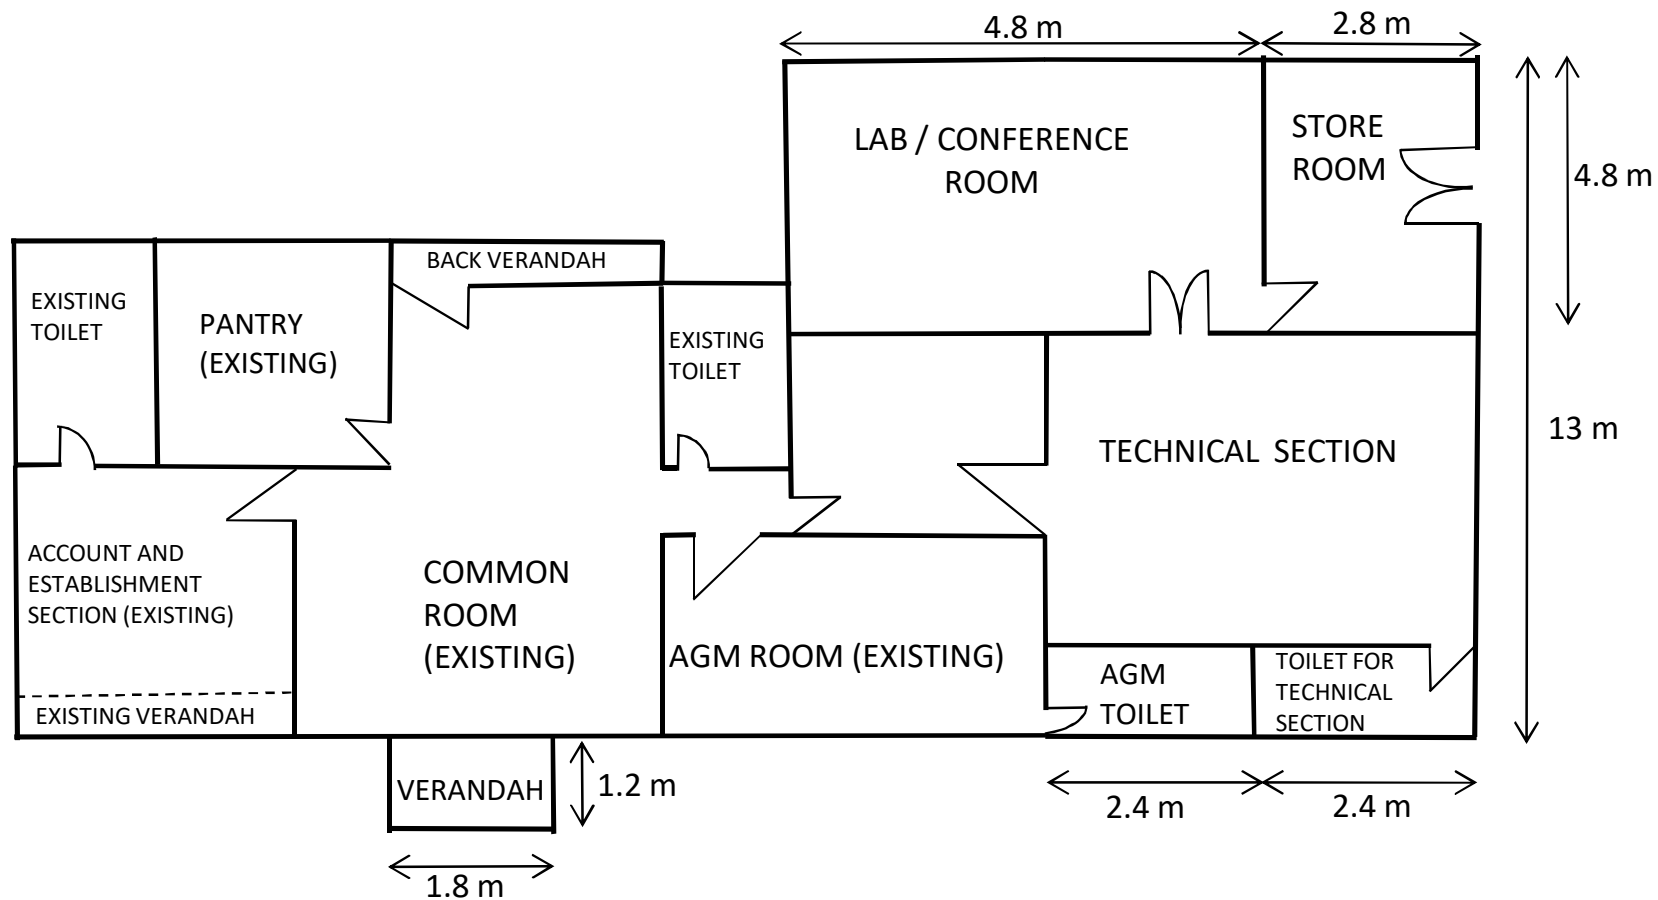 4.8 m
2.8 m
LAB / CONFERENCE
ROOM
STORE
ROOM
4.8 m
BACK VERANDAH
EXISTING
TOILET
PANTRY
(EXISTING)
EXISTING
TOILET
13 m
TECHNICAL SECTION
ACCOUNT AND
ESTABLISHMENT
SECTION (EXISTING)
COMMON
ROOM
(EXISTING)
AGM ROOM (EXISTING)
AGM
TOILET
TOILET FOR
TECHNICAL
SECTION
EXISTING VERANDAH
VERANDAH
1.2 m
2.4 m
2.4 m
1.8 m